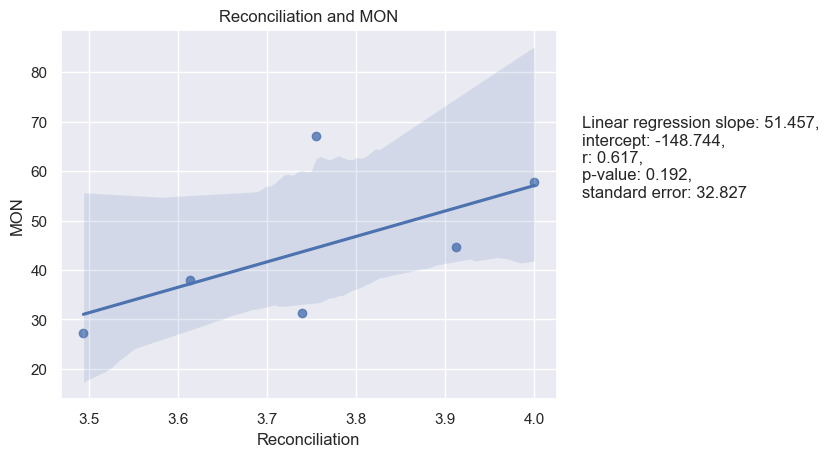 Reconciliation and MON
80
70
60
50
40
30
20
MON
3.5 3.6 3.7 3.8 3.9 4.0
Reconciliation
Linear regression slope: 51.457,
intercept: -148.744,
r: 0.617,
p-value: 0.192,
standard error: 32.827